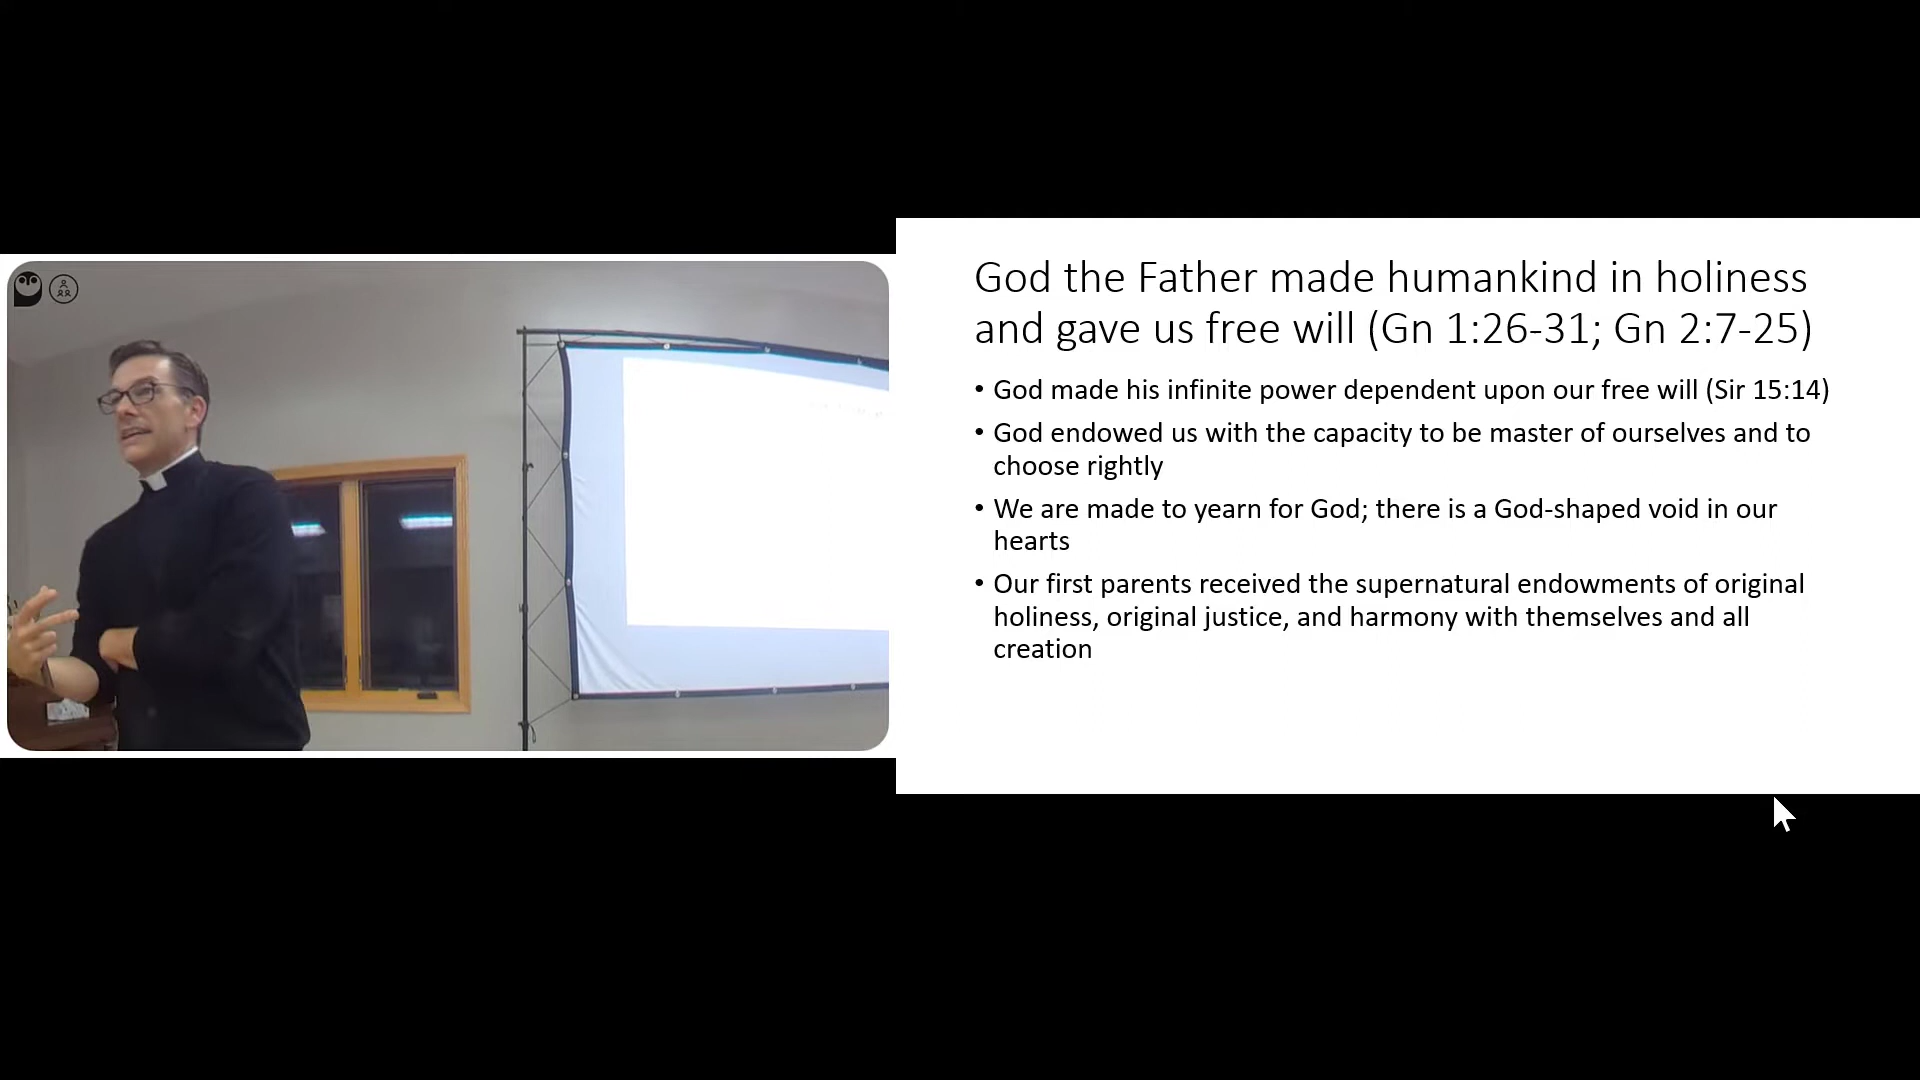 God the Father made humankind in holiness
and gave us free will (Gn 1:26-31; Gn 2:7-25)
• God made his infinite power dependent upon our free will (Sir 15:14)
• God endowed us with the capacity to be master of ourselves and to
choose rightly
• We are made to yearn for God; there is a God-shaped void in our
hearts
• Our first parents received the supernatural endowments of original
holiness, original justice, and harmony with themselves and all
creation